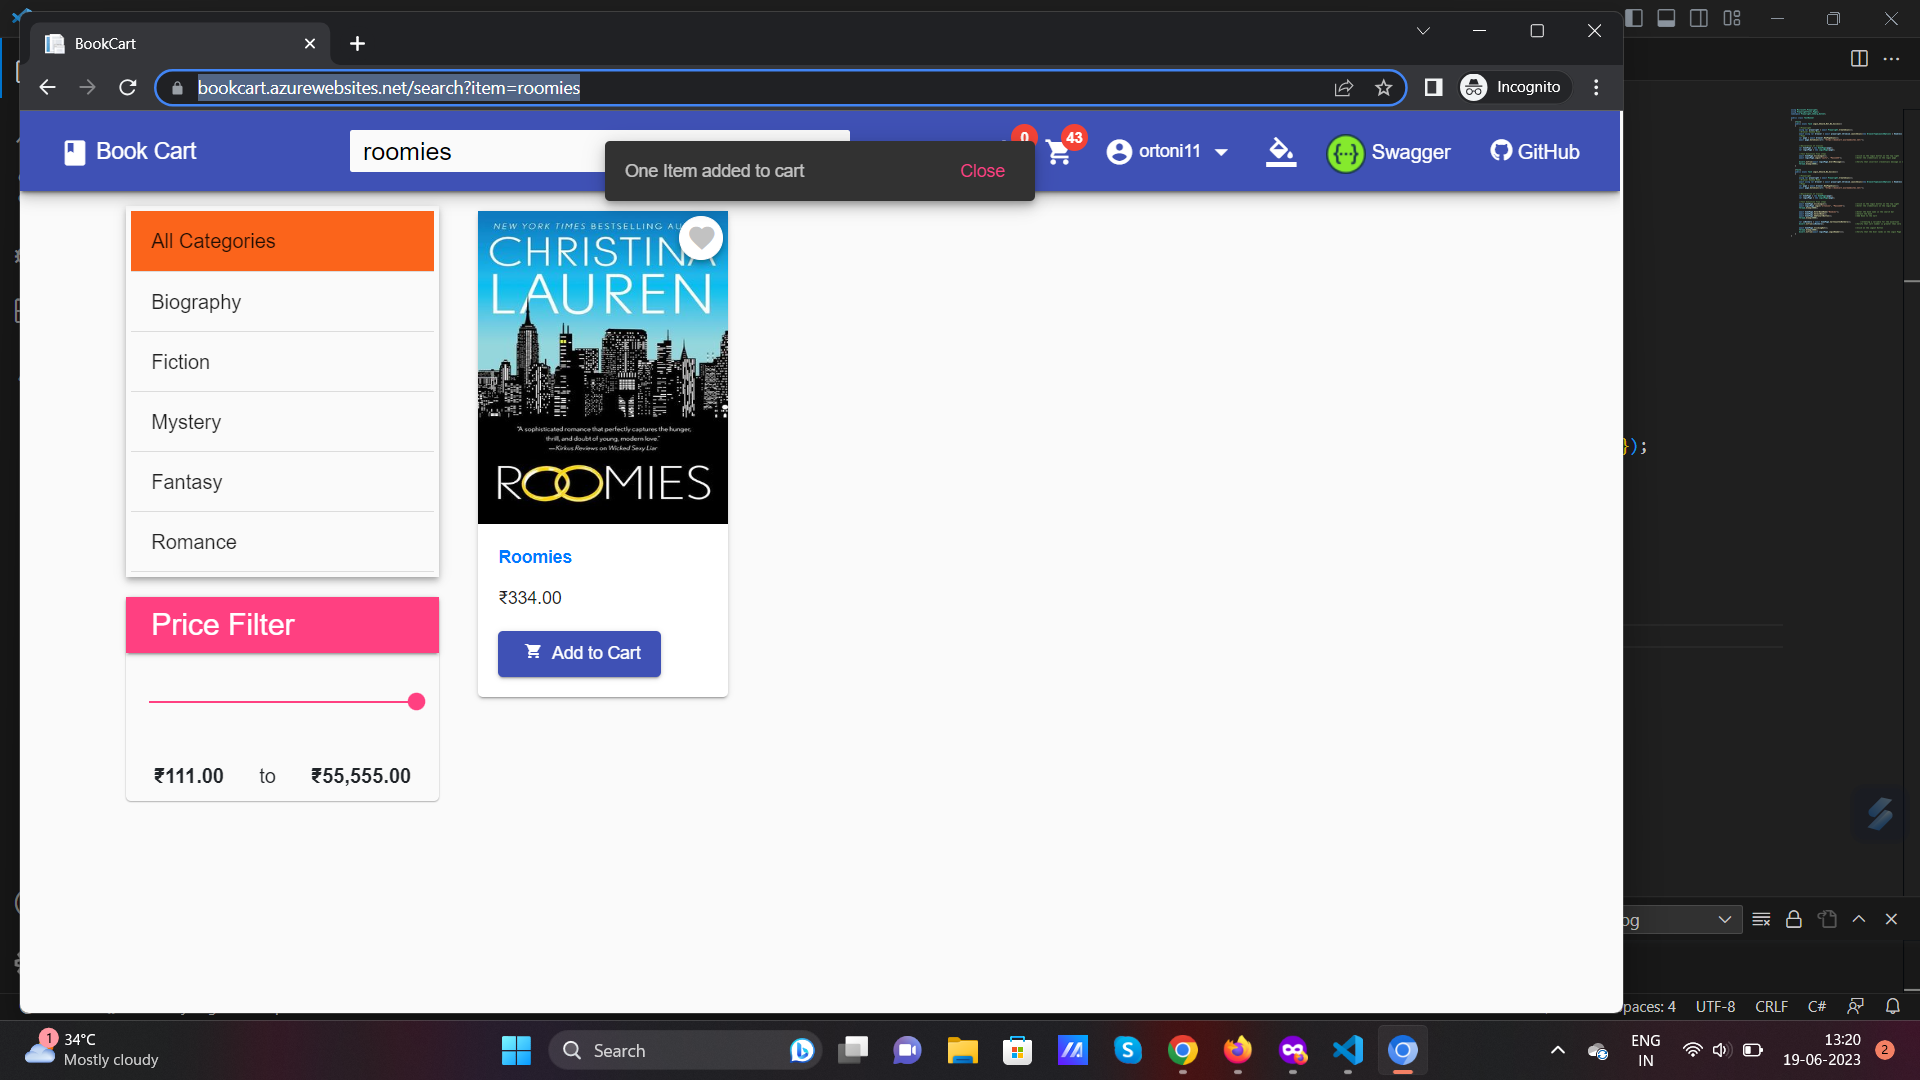 BookCart
bookcart.azurewebsites.net/search?item=roomies
Incognito
Book Cart
roomies
One Item added to cart
Close
0
43
ortoni11
Swagger
GitHub
All Categories
Biography
Fiction
Mystery
Fantasy
Romance
Price Filter
₹111.00 to ₹55,555.00
NEW YORK TIMES BESTSELLING AU
CHRISTINA
LAUREN
"A sophisticated romance that perfectly captures the hunger,
thrill, and doubt of young, modern love."
—Kirkus Reviews on Wicked Sexy Liar
ROOMIES
Roomies
₹334.00
Add to Cart
});
og
paces: 4
UTF-8
CRLF
C#
1
34°C
Mostly cloudy
Search
ENG
IN
13:20
19-06-2023
2